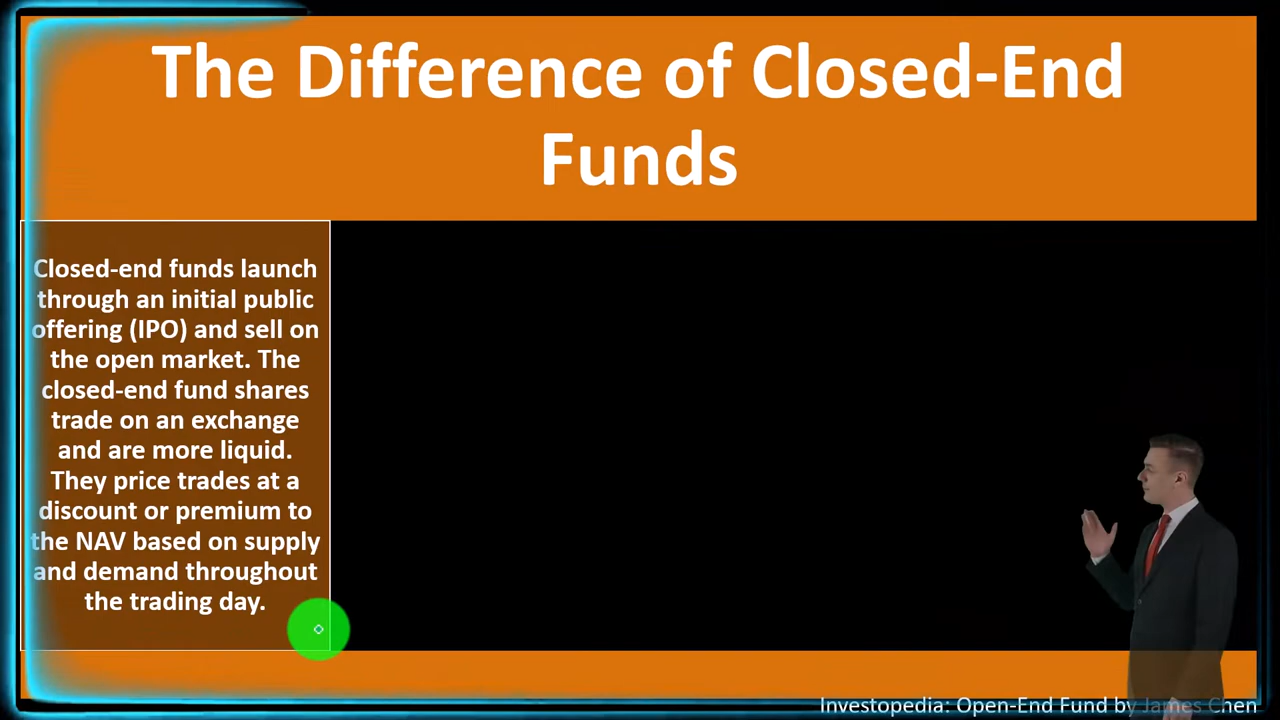 The Difference of Closed-End
Funds
Closed-end funds launch
through an initial public
offering (IPO) and sell on
the open market. The
closed-end fund shares
trade on an exchange
and are more liquid.
They price trades at a
discount or premium to
the NAV based on supply
and demand throughout
the trading day.
Investopedia: Open-End Fund by James Chen